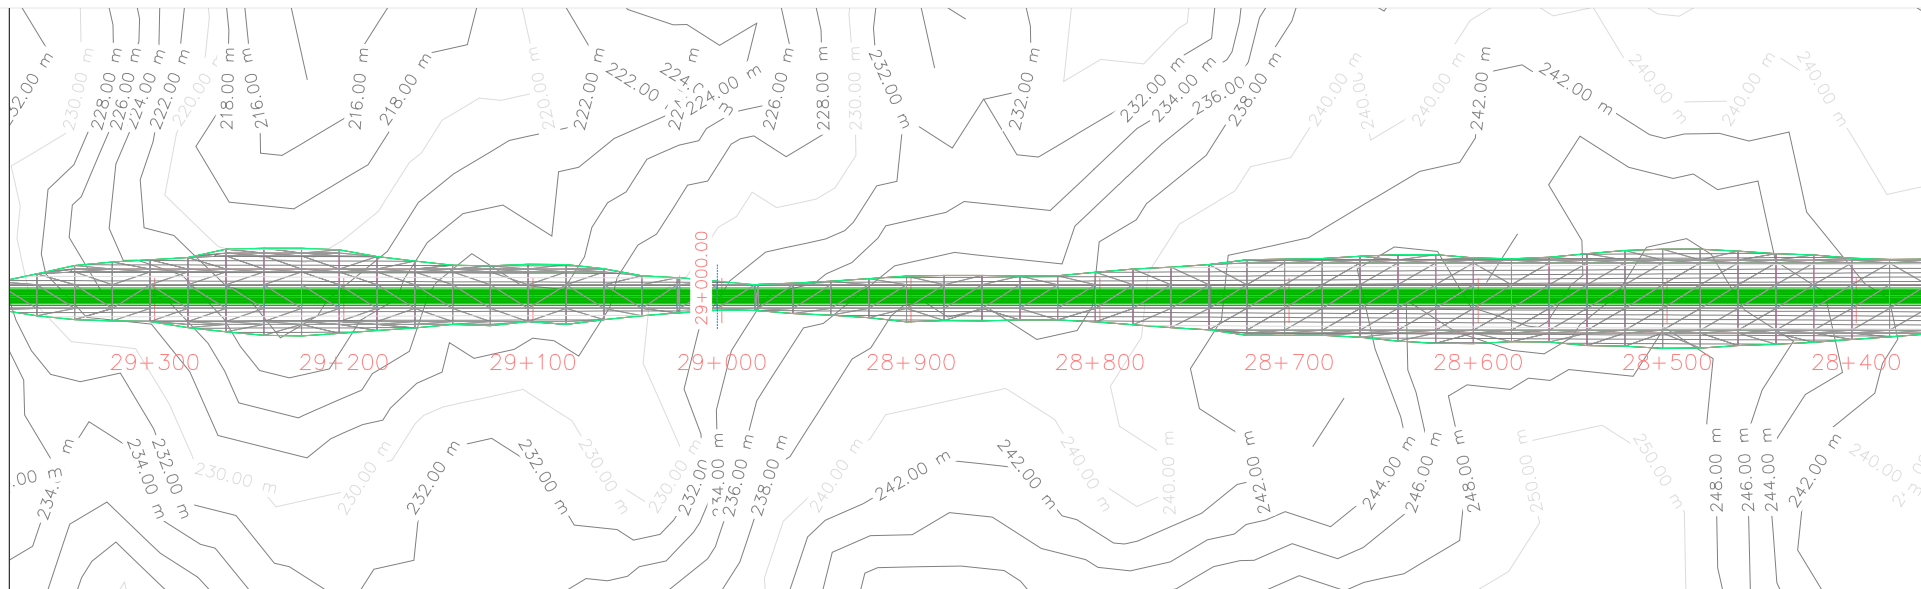 230.00 m
228.00 m
226.00 m
224.00 m
222.00 m
220.00 m
218.00 m
216.00 m
216.00 m
218.00 m
220.00 m
222.00 m
222.00 m
224.00 m
226.00 m
228.00 m
230.00 m
232.00 m
232.00 m
232.00 m
234.00 m
236.00
238.00 m
240.00 m
240.00 m
242.00 m
242.00 m
240.00 m
240.00 m
240.00 m
29+000.00
29+300
29+200
29+100
29+000
28+900
28+800
28+700
28+600
28+500
28+400
234.00 m
232.00 m
230.00 m
230.00 m
232.00 m
232.00 m
230.00 m
230.00 m
232.00 m
234.00 m
236.00 m
238.00 m
240.00 m
242.00 m
242.00 m
240.00 m
240.00 m
242.00 m
244.00 m
246.00 m
248.00 m
250.00 m
250.00 m
248.00 m
246.00 m
244.00 m
242.00 m
240.00